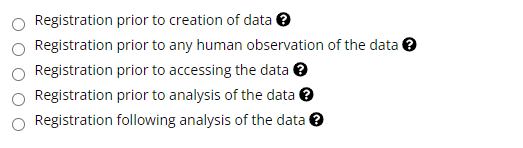 Registration prior to creation of data ?
Registration prior to any human observation of the data ?
Registration prior to accessing the data ?
Registration prior to analysis of the data ?
Registration following analysis of the data ?